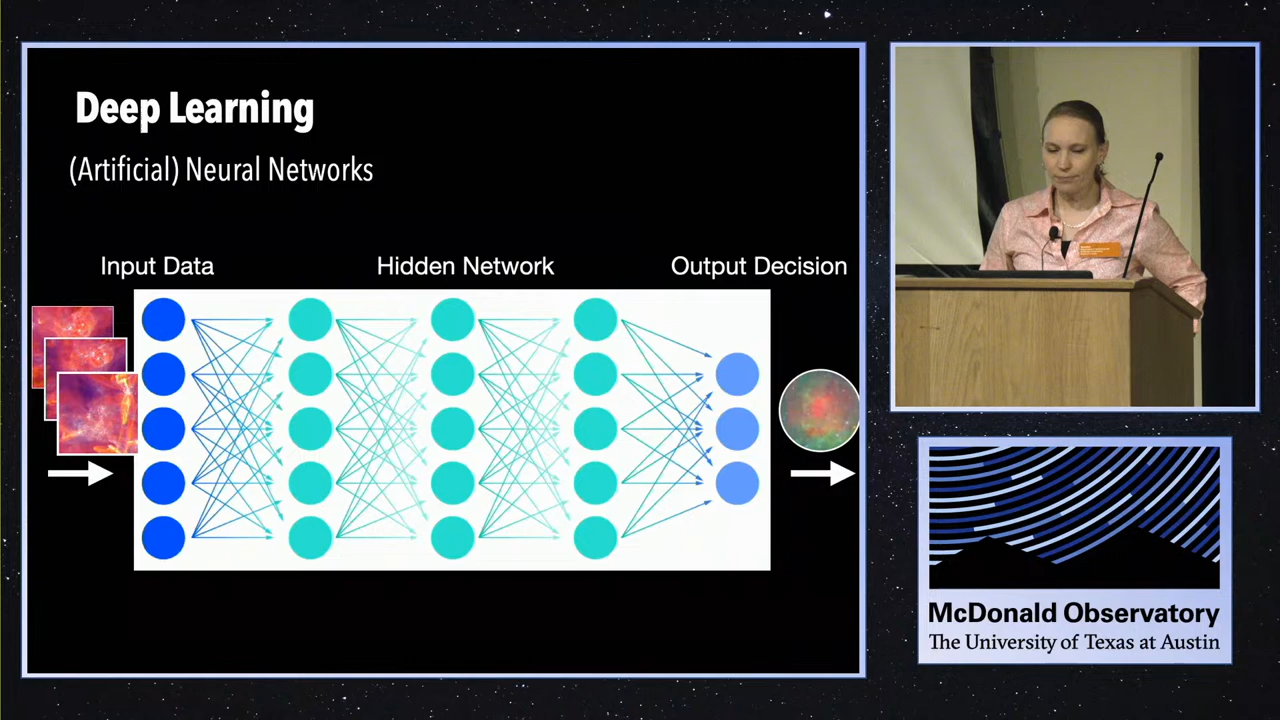 Deep Learning
(Artificial) Neural Networks
Input Data
Hidden Network
Output Decision
McDonald Observatory
The University of Texas at Austin